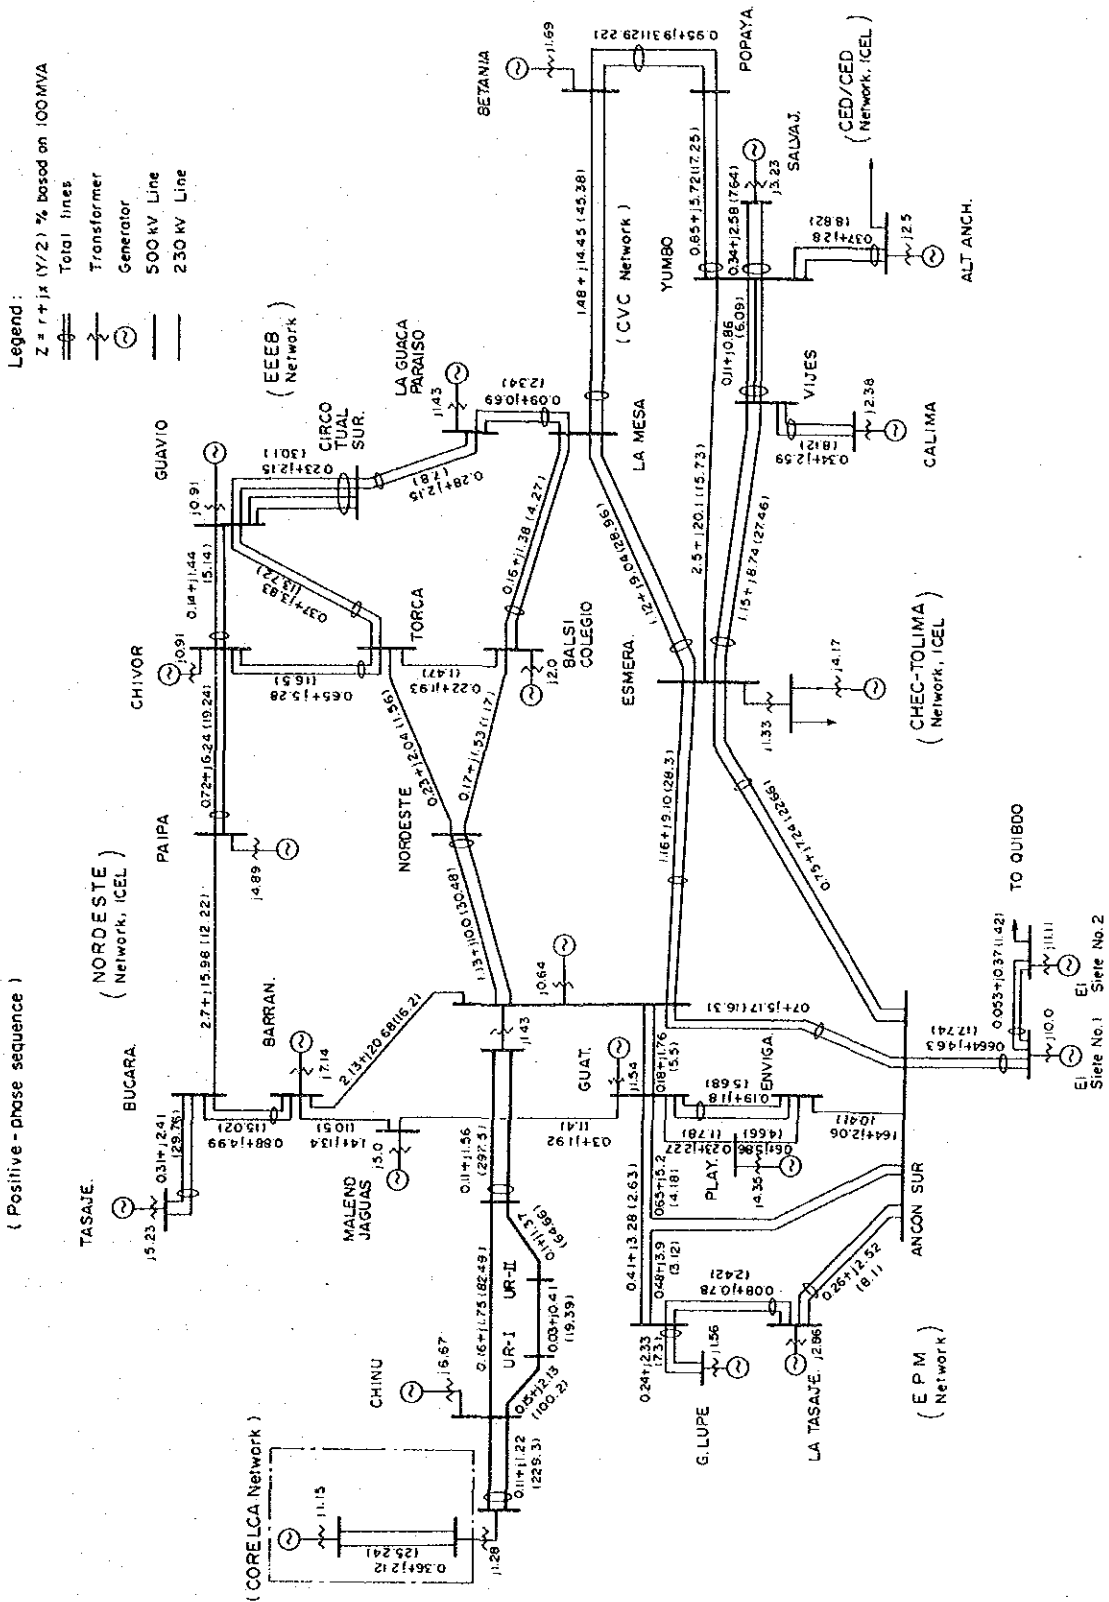 ( Positive - phase sequence )
Legend :
Z = r + jx (Y/2) % based on 100MVA
Total lines
Transformer
Generator
500 kV Line
230 kV Line
( NORDESTE )
Network, ICEL
( EEEB )
Network
TASAJE.
j5.23
0.31+j2.41
(29.76)
BUCARA.
0.88+j4.99
(15.02)
BARRAN.
j7.14
2.7+j15.98 (12.22)
PAIPA
j4.89
0.72+j6.24 (19.24)
CHIVOR
j0.91
0.14+j1.44
(5.14)
GUAVIO
j0.91
0.65+j5.28
(16.5)
0.37+j3.83
(13.72)
0.23+j2.15
(30.1)
CIRCO
TUAL
SUR.
0.28+j2.15
(7.8)
LA GUACA
PARAISO
j1.43
0.09+j0.69
(2.34)
TORCA
0.22+j1.93
(1.47)
BALSI
COLEGIO
j2.0
0.16+j1.38 (4.27)
LA MESA
NORDESTE
0.23+j2.04 (1.56)
0.17+j1.53 (1.17)
1.13+j10.0 (30.48)
2.13+j20.68 (16.2)
1.4+j13.4
(10.5)
MALEND
JAGUAS
j5.0
BETANIA
j1.69
1.48+j14.45 (45.38)
0.95+j9.31 (29.22)
POPAYA.
( CVC Network )
0.85+j5.72 (17.25)
YUMBO
0.34+j2.58 (7.64)
SALVAJ.
j3.23
(CED/CED)
Network, ICEL
0.37+j2.8
(8.82)
j2.5
ALT ANCH.
0.11+j0.86
(6.09)
VIJES
0.34+j2.59
(8.12)
j2.38
CALIMA
1.12+j9.04 (28.96)
2.5+j20.1 (15.73)
1.15+j8.74 (27.46)
ESMERA.
j1.33
j4.17
(CHEC-TOLIMA)
Network, ICEL
1.16+j9.10 (28.3)
0.75+j7.24 (22.66)
j0.64
j1.43
0.11+j1.56
(297.5)
0.3+j1.92
(1.4)
GUAT.
j1.54
0.18+j1.76
(5.5)
0.7+j5.17 (16.3)
0.19+j1.8
(5.68)
ENVIGA.
PLAY.
j4.35
0.23+j2.27
(1.78)
0.6+j5.86
(4.66)
1.64+j2.06
(0.41)
0.664+j4.63
(17.74)
0.053+j0.37 (1.42)
TO QUIBDO
j10.0
j11.11
El
Siete No.1
El
Siete No.2
0.41+j3.28 (2.63)
0.65+j5.2
(4.18)
0.48+j3.9
(3.12)
ANCON SUR
0.26+j2.52
(8.1)
0.08+j0.78
(2.42)
LA TASAJE. j2.86
0.24+j2.33
(7.3)
j1.56
G.LUPE
( E P M )
Network
0.16+j1.75 (82.49)
0.1+j1.37
(64.66)
UR-II
UR-I
0.03+j0.41
(19.39)
0.15+j2.13
(100.2)
CHINU
j6.67
0.11+j1.22
(229.3)
(CORELCA Network)
j1.15
0.36+j2.12
(25.24)
j1.28